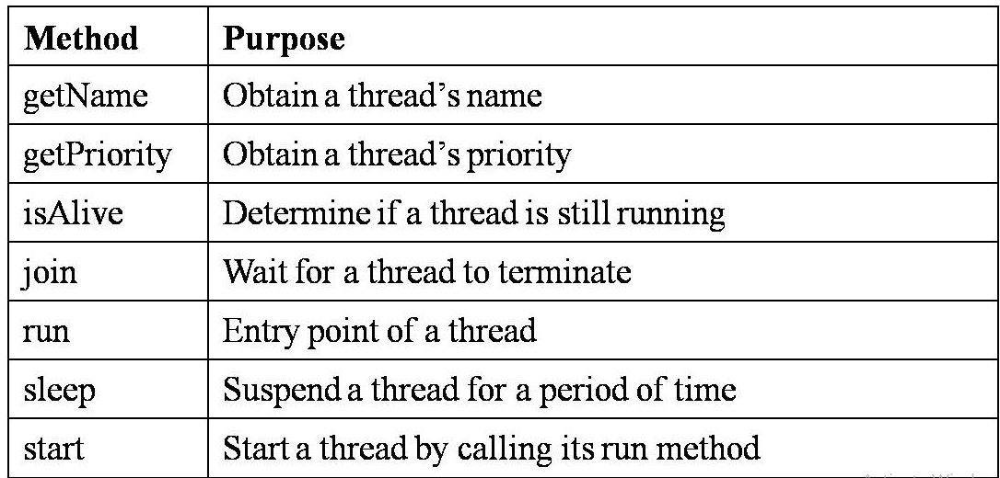 Method Purpose
getName Obtain a thread's name
getPriority Obtain a thread's priority
isAlive Determine if a thread is still running
join Wait for a thread to terminate
run Entry point of a thread
sleep Suspend a thread for a period of time
start Start a thread by calling its run method